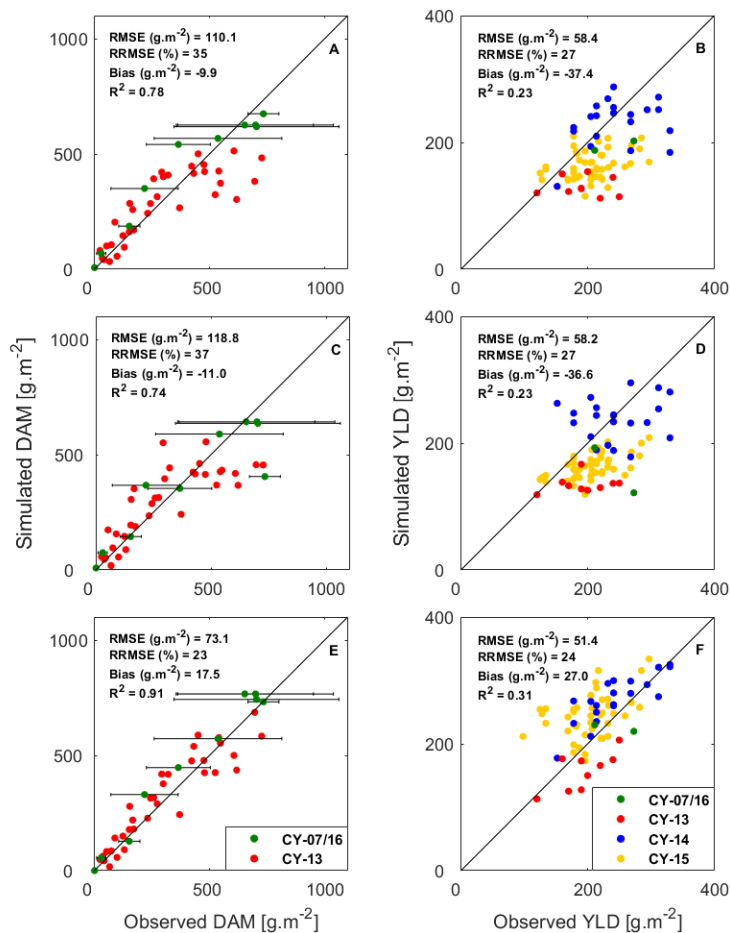 1000
500
0
0
500
1000
RMSE (g.m-2) = 110.1
RRMSE (%) = 35
Bias (g.m-2) = -9.9
R2 = 0.78
A
400
200
0
0
200
400
RMSE (g.m-2) = 58.4
RRMSE (%) = 27
Bias (g.m-2) = -37.4
R2 = 0.23
B
Simulated DAM [g.m-2]
1000
500
0
0
500
1000
RMSE (g.m-2) = 118.8
RRMSE (%) = 37
Bias (g.m-2) = -11.0
R2 = 0.74
C
Simulated YLD [g.m-2]
400
200
0
0
200
400
RMSE (g.m-2) = 58.2
RRMSE (%) = 27
Bias (g.m-2) = -36.6
R2 = 0.23
D
1000
500
0
0
500
1000
RMSE (g.m-2) = 73.1
RRMSE (%) = 23
Bias (g.m-2) = 17.5
R2 = 0.91
E
CY-07/16
CY-13
Observed DAM [g.m-2]
400
200
0
0
200
400
RMSE (g.m-2) = 51.4
RRMSE (%) = 24
Bias (g.m-2) = 27.0
R2 = 0.31
F
CY-07/16
CY-13
CY-14
CY-15
Observed YLD [g.m-2]